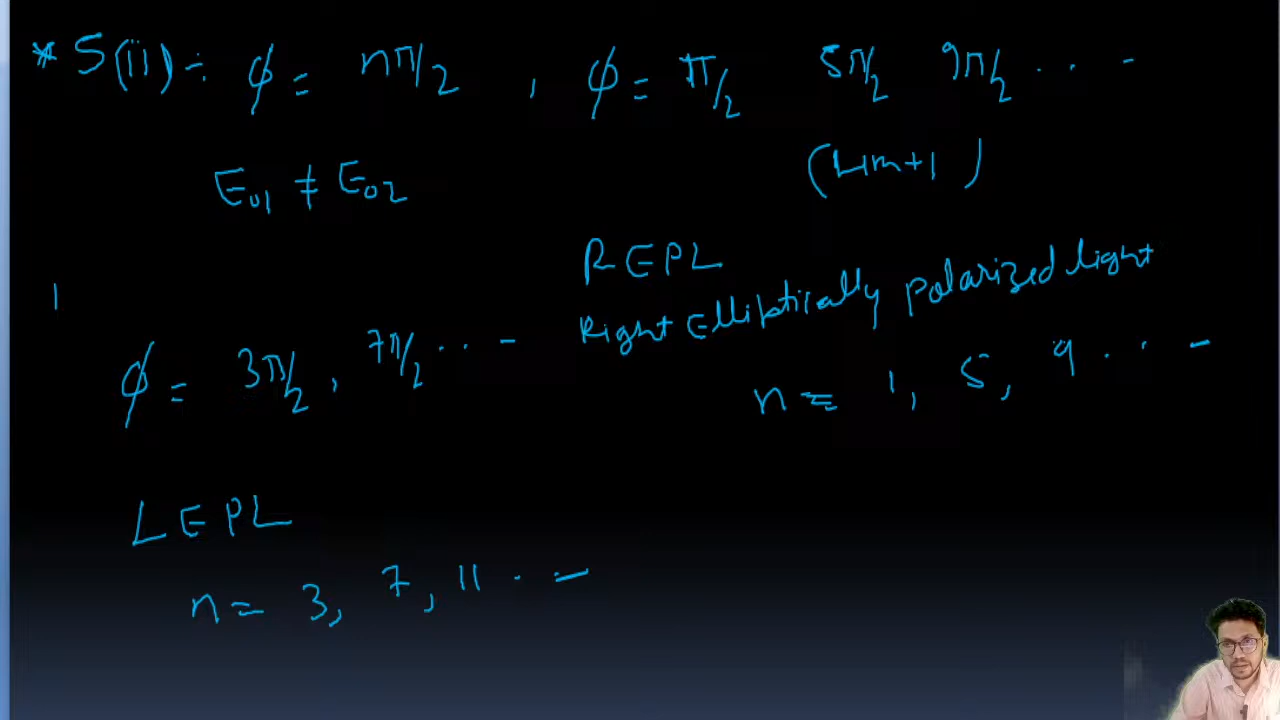 * S(ii) ÷ φ = nπ/2 , φ = π/2 5π/2 9π/2 . . . -
E01 ≠ E02 (4m+1)
REPL
Right Elliptically polarized light
φ = 3π/2, 7π/2 . . . -
n = 1, 5, 9 . . . -
LEPL
n = 3, 7, 11 . . -